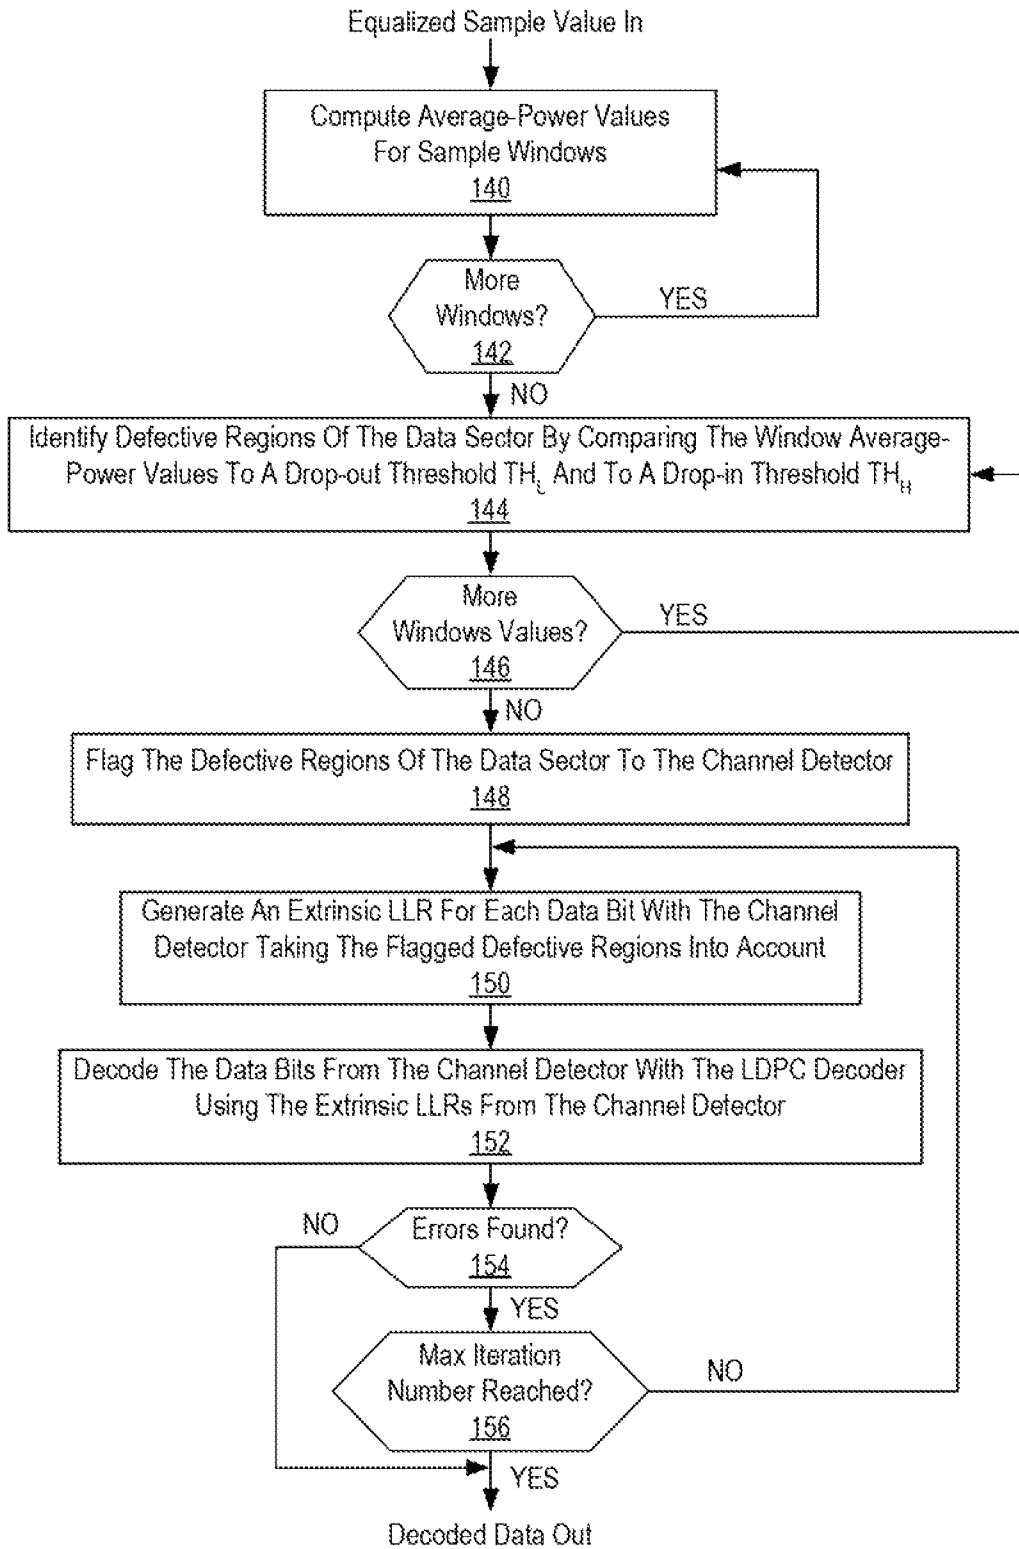 Equalized Sample Value In
Compute Average-Power Values
For Sample Windows
140
More
Windows?
142
YES
NO
Identify Defective Regions Of The Data Sector By Comparing The Window Average-
Power Values To A Drop-out Threshold TH_L And To A Drop-in Threshold TH_H
144
More
Windows Values?
146
YES
NO
Flag The Defective Regions Of The Data Sector To The Channel Detector
148
Generate An Extrinsic LLR For Each Data Bit With The Channel
Detector Taking The Flagged Defective Regions Into Account
150
Decode The Data Bits From The Channel Detector With The LDPC Decoder
Using The Extrinsic LLRs From The Channel Detector
152
NO
Errors Found?
154
YES
Max Iteration
Number Reached?
156
NO
YES
Decoded Data Out